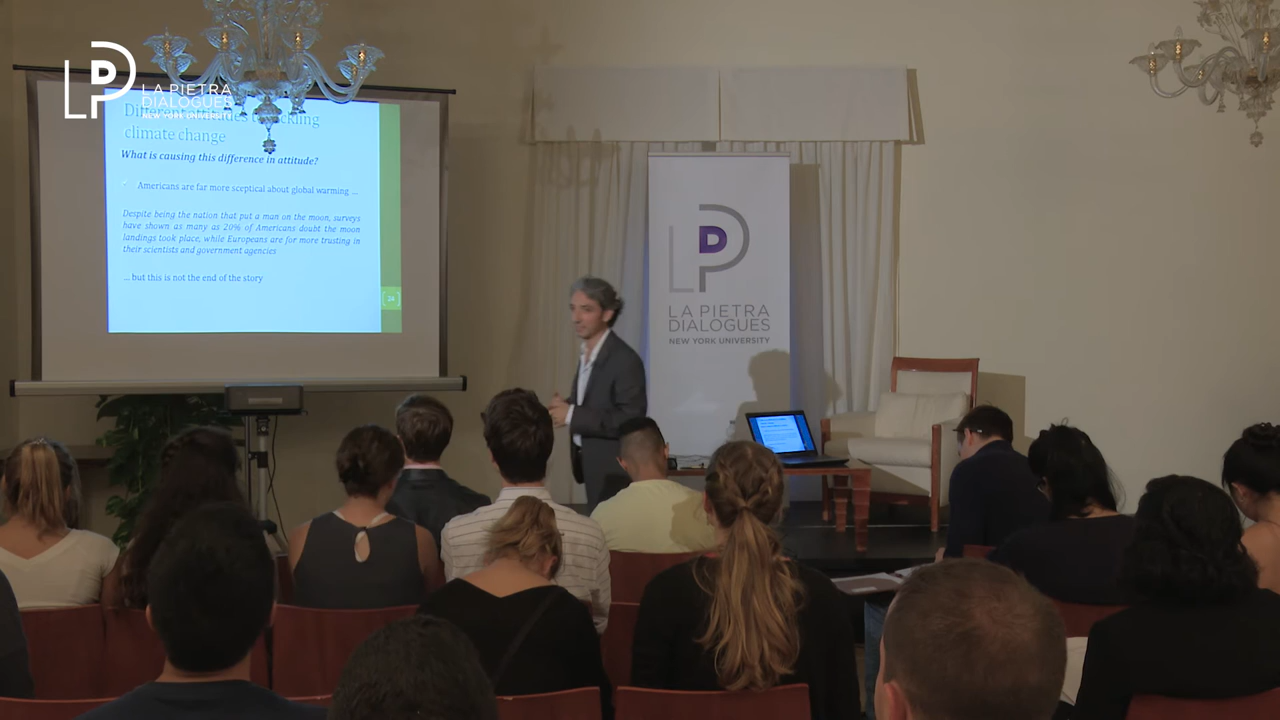 LA PIETRA
DIALOGUES
NEW YORK UNIVERSITY
Different attitudes
climate change
What is causing this difference in attitude?
Americans are far more sceptical about global warming ...
Despite being the nation that put a man on the moon, surveys
have shown as many as 20% of Americans doubt the moon
landings took place, while Europeans are for more trusting in
their scientists and government agencies
... but this is not the end of the story
24
LA PIETRA
DIALOGUES
NEW YORK UNIVERSITY